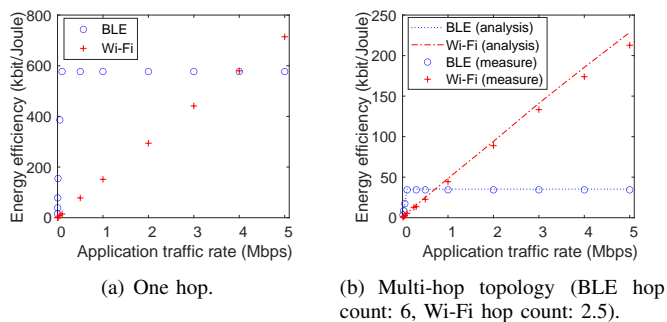 Energy efficiency (kbit/Joule)
800
600
400
200
0
BLE
Wi-Fi
0 1 2 3 4 5
Application traffic rate (Mbps)
(a) One hop.
Energy efficiency (kbit/Joule)
250
200
150
100
50
0
BLE (analysis)
Wi-Fi (analysis)
BLE (measure)
Wi-Fi (measure)
0 1 2 3 4 5
Application traffic rate (Mbps)
(b) Multi-hop topology (BLE hop
count: 6, Wi-Fi hop count: 2.5).